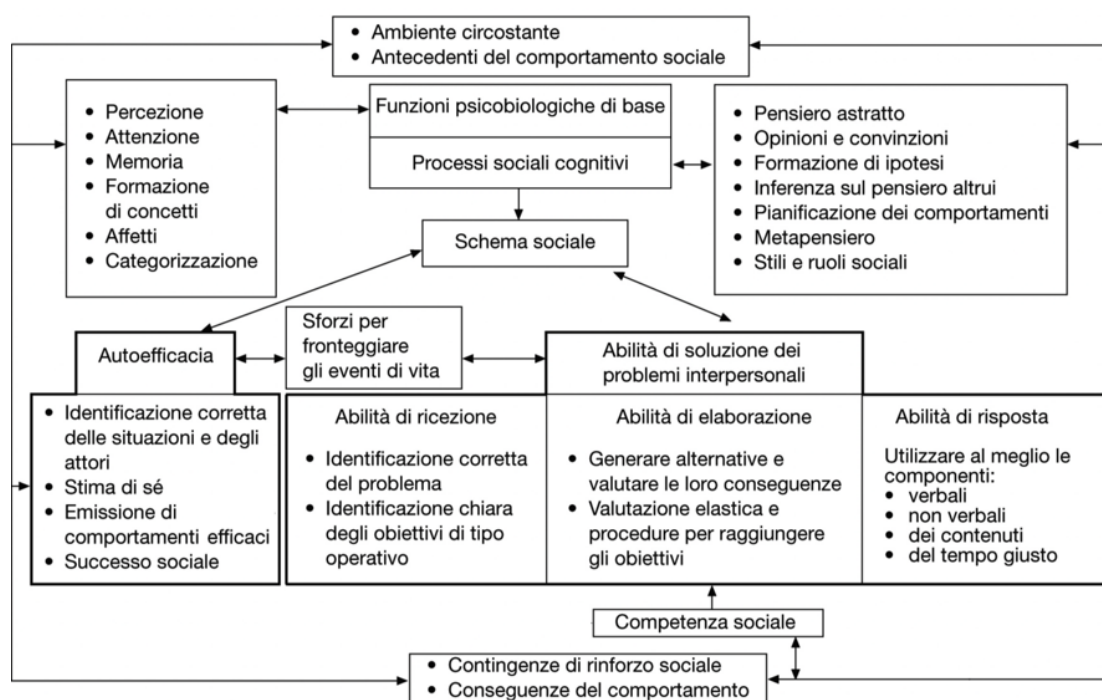 • Ambiente circostante
• Antecedenti del comportamento sociale
• Percezione
• Attenzione
• Memoria
• Formazione
di concetti
• Affetti
• Categorizzazione
Funzioni psicobiologiche di base
Processi sociali cognitivi
• Pensiero astratto
• Opinioni e convinzioni
• Formazione di ipotesi
• Inferenza sul pensiero altrui
• Pianificazione dei comportamenti
• Metapensiero
• Stili e ruoli sociali
Schema sociale
Autoefficacia
Sforzi per
fronteggiare
gli eventi di vita
Abilità di soluzione dei
problemi interpersonali
• Identificazione corretta
delle situazioni e degli
attori
• Stima di sé
• Emissione di
comportamenti efficaci
• Successo sociale
Abilità di ricezione
• Identificazione corretta
del problema
• Identificazione chiara
degli obiettivi di tipo
operativo
Abilità di elaborazione
• Generare alternative e
valutare le loro conseguenze
• Valutazione elastica e
procedure per raggiungere
gli obiettivi
Abilità di risposta
Utilizzare al meglio le
componenti:
• verbali
• non verbali
• dei contenuti
• del tempo giusto
Competenza sociale
• Contingenze di rinforzo sociale
• Conseguenze del comportamento